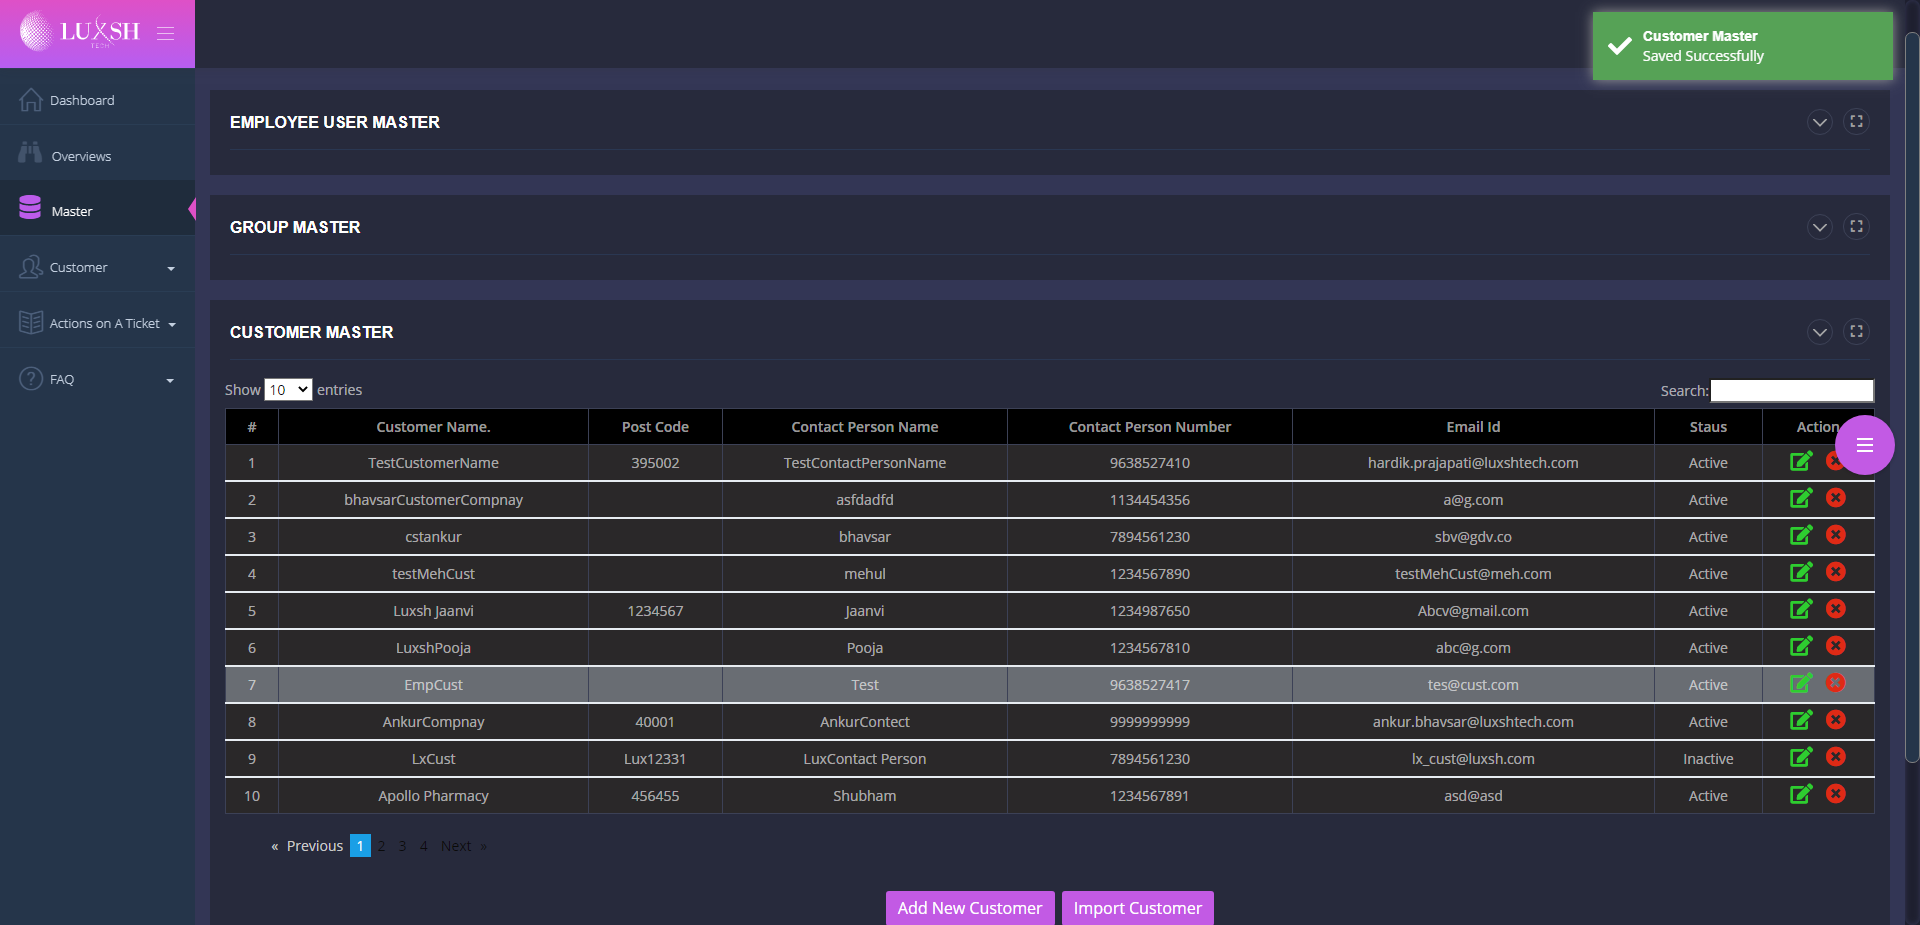 LUXSH
TECH
Customer Master
Saved Successfully
Dashboard
Overviews
Master
Customer
Actions on A Ticket
FAQ
EMPLOYEE USER MASTER
GROUP MASTER
CUSTOMER MASTER
Show 10 entries
Search:
# Customer Name. Post Code Contact Person Name Contact Person Number Email Id Staus Action
1 TestCustomerName 395002 TestContactPersonName 9638527410 hardik.prajapati@luxshtech.com Active
2 bhavsarCustomerCompnay asfdadfd 1134454356 a@g.com Active
3 cstankur bhavsar 7894561230 sbv@gdv.co Active
4 testMehCust mehul 1234567890 testMehCust@meh.com Active
5 Luxsh Jaanvi 1234567 Jaanvi 1234987650 Abcv@gmail.com Active
6 LuxshPooja Pooja 1234567810 abc@g.com Active
7 EmpCust Test 9638527417 tes@cust.com Active
8 AnkurCompnay 40001 AnkurContect 9999999999 ankur.bhavsar@luxshtech.com Active
9 LxCust Lux12331 LuxContact Person 7894561230 lx_cust@luxsh.com Inactive
10 Apollo Pharmacy 456455 Shubham 1234567891 asd@asd Active
« Previous 1 2 3 4 Next »
Add New Customer Import Customer